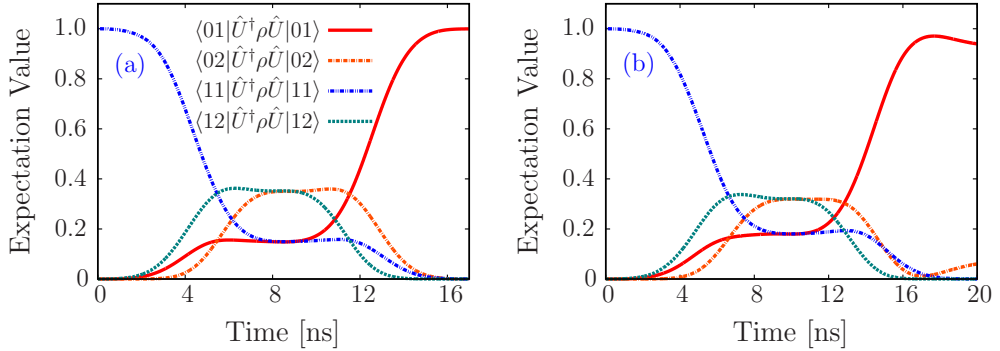 Expectation Value
1.0
0.8
0.6
0.4
0.2
0
(a)
⟨01|Û†ρÛ|01⟩
⟨02|Û†ρÛ|02⟩
⟨11|Û†ρÛ|11⟩
⟨12|Û†ρÛ|12⟩
0 4 8 12 16
Time [ns]
Expectation Value
1.0
0.8
0.6
0.4
0.2
0
(b)
0 4 8 12 16 20
Time [ns]